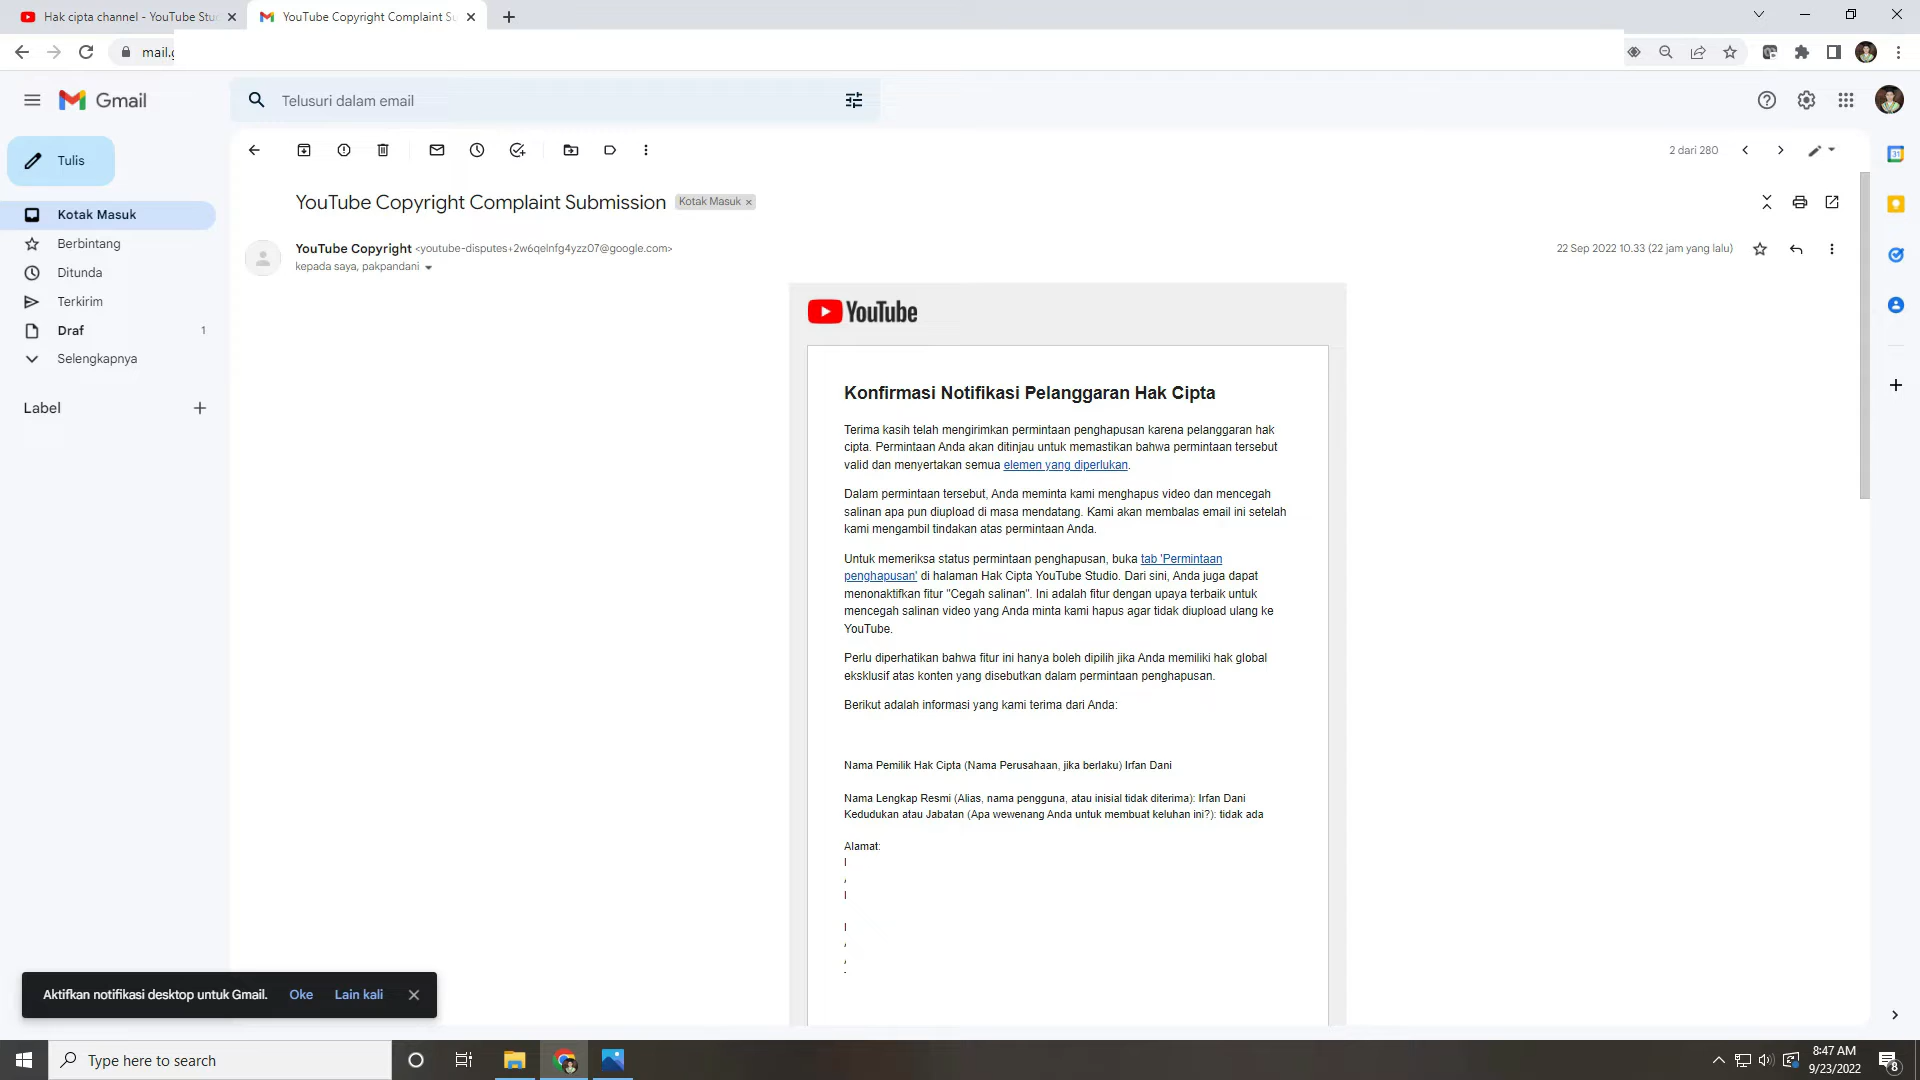 Hak cipta channel - YouTube Stu
YouTube Copyright Complaint Su
mail.g
Gmail
Telusuri dalam email
Tulis
2 dari 280
Kotak Masuk
Berbintang
Ditunda
Terkirim
Draf 1
Selengkapnya
Label
YouTube Copyright Complaint Submission Kotak Masuk ×
YouTube Copyright <youtube-disputes+2w6qelnfg4yzz07@google.com>
22 Sep 2022 10.33 (22 jam yang lalu)
kepada saya, pakpandani
YouTube
Konfirmasi Notifikasi Pelanggaran Hak Cipta
Terima kasih telah mengirimkan permintaan penghapusan karena pelanggaran hak
cipta. Permintaan Anda akan ditinjau untuk memastikan bahwa permintaan tersebut
valid dan menyertakan semua elemen yang diperlukan.
Dalam permintaan tersebut, Anda meminta kami menghapus video dan mencegah
salinan apa pun diupload di masa mendatang. Kami akan membalas email ini setelah
kami mengambil tindakan atas permintaan Anda.
Untuk memeriksa status permintaan penghapusan, buka tab 'Permintaan
penghapusan' di halaman Hak Cipta YouTube Studio. Dari sini, Anda juga dapat
menonaktifkan fitur "Cegah salinan". Ini adalah fitur dengan upaya terbaik untuk
mencegah salinan video yang Anda minta kami hapus agar tidak diupload ulang ke
YouTube.
Perlu diperhatikan bahwa fitur ini hanya boleh dipilih jika Anda memiliki hak global
eksklusif atas konten yang disebutkan dalam permintaan penghapusan.
Berikut adalah informasi yang kami terima dari Anda:
Nama Pemilik Hak Cipta (Nama Perusahaan, jika berlaku) Irfan Dani
Nama Lengkap Resmi (Alias, nama pengguna, atau inisial tidak diterima): Irfan Dani
Kedudukan atau Jabatan (Apa wewenang Anda untuk membuat keluhan ini?): tidak ada
Alamat:
Aktifkan notifikasi desktop untuk Gmail. Oke Lain kali
31
Type here to search
8:47 AM
9/23/2022
8